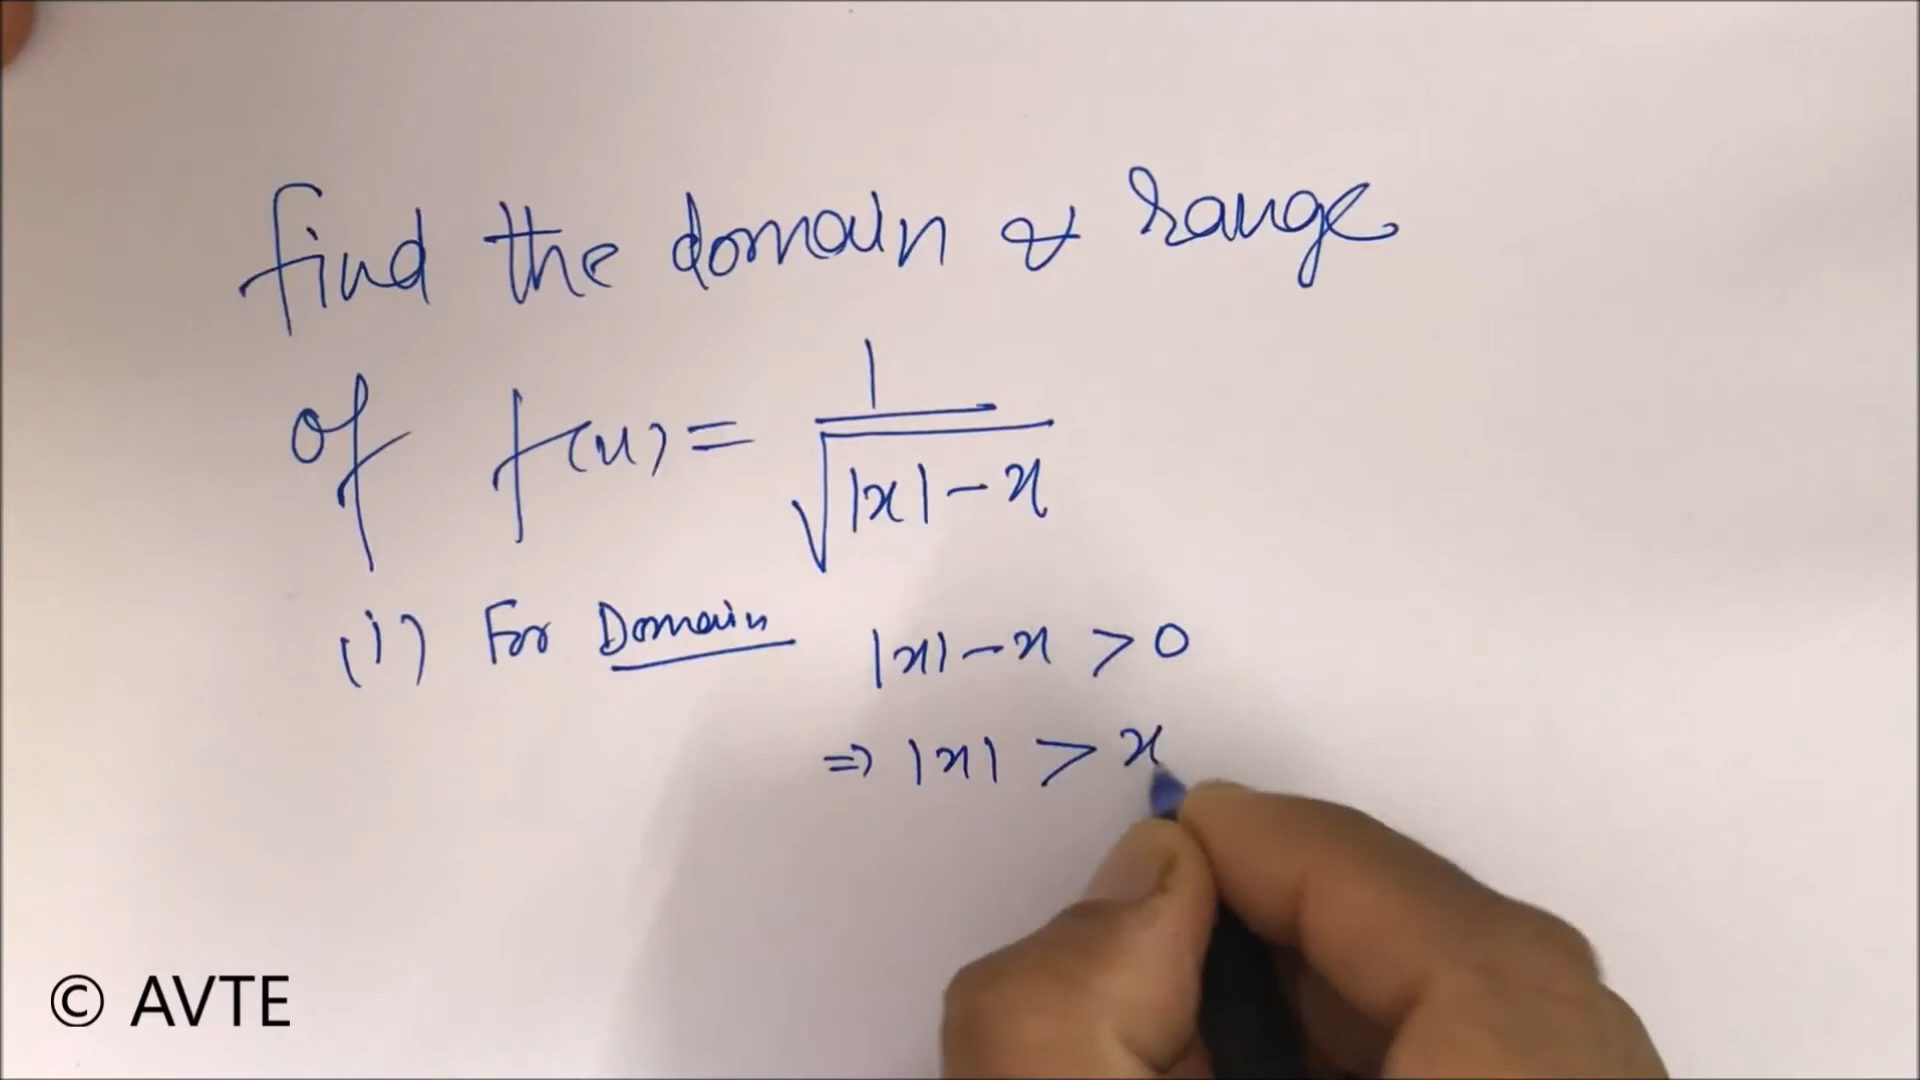 find the domain & range
of f(x) = 1/√(|x| - x)
(i) For Domain |x| - x > 0
⇒ |x| > x
© AVTE